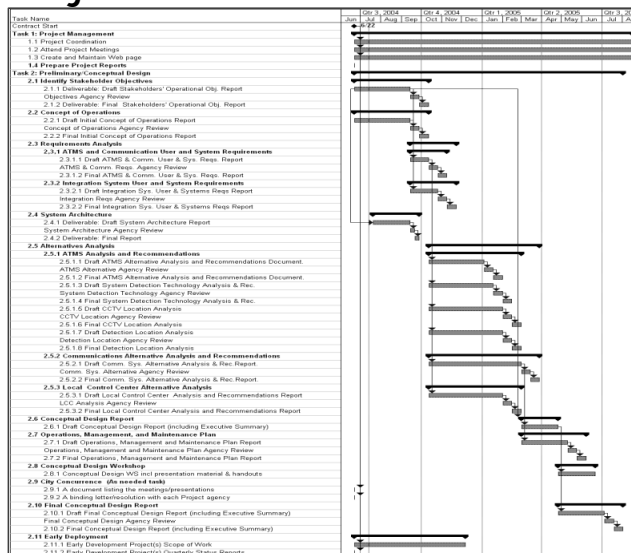 Task Name
Qtr 3, 2004 Qtr 4, 2004 Qtr 1, 2005 Qtr 2, 2005 Qtr 3,
Jun Jul Aug Sep Oct Nov Dec Jan Feb Mar Apr May Jun Jul A
Contract Start
6/22
Task 1: Project Management
1.1 Project Coordination
1.2 Attend Project Meetings
1.3 Create and Maintain Web page
1.4 Prepare Project Reports
Task 2: Preliminary/Conceptual Design
2.1 Identify Stakeholder Objectives
2.1.1 Deliverable: Draft Stakeholders' Operational Obj. Report
Objectives Agency Review
2.1.2 Deliverable: Final Stakeholders' Operational Obj. Report
2.2 Concept of Operations
2.2.1 Draft Initial Concept of Operations Report
Concept of Operations Agency Review
2.2.2 Final Initial Concept of Operations Report
2.3 Requirements Analysis
2.3.1 ATMS and Communication User and System Requirements
2.3.1.1 Draft ATMS & Comm. User & Sys. Reqs. Report
ATMS & Comm. Reqs. Agency Review
2.3.1.2 Final ATMS & Comm. User & Sys. Reqs. Report
2.3.2 Integration System User and System Requirements
2.3.2.1 Draft Integration Sys. User & Systems Reqs Report
Integration Reqs Agency Review
2.3.2.2 Final Integration Sys. User & Systems Reqs Report
2.4 System Architecture
2.4.1 Deliverable: Draft System Architecture Report
System Architecture Agency Review
2.4.2 Deliverable: Final Report
2.5 Alternatives Analysis
2.5.1 ATMS Analysis and Recommendations
2.5.1.1 Draft ATMS Alternative Analysis and Recommendations Document.
ATMS Alternative Agency Review
2.5.1.2 Final ATMS Alternative Analysis and Recommendations Document.
2.5.1.3 Draft System Detection Technology Analysis & Rec.
System Detection Technology Agency Review
2.5.1.4 Final System Detection Technology Analysis & Rec.
2.5.1.5 Draft CCTV Location Analysis
CCTV Location Agency Review
2.5.1.6 Final CCTV Location Analysis
2.5.1.7 Draft Detection Location Analysis
Detection Location Agency Review
2.5.1.8 Final Detection Location Analysis
2.5.2 Communications Alternative Analysis and Recommendations
2.5.2.1 Draft Comm. Sys. Alternative Analysis & Rec Report.
Comm. Sys. Alternative Agency Review
2.5.2.2 Final Comm. Sys. Alternative Analysis & Rec Report.
2.5.3 Local Control Center Alternative Analysis
2.5.3.1 Draft Local Control Center Analysis and Recommendations Report
LCC Analysis Agency Review
2.5.3.2 Final Local Control Center Analysis and Recommendations Report
2.6 Conceptual Design Report
2.6.1 Draft Conceptual Design Report (including Executive Summary)
2.7 Operations, Management, and Maintenance Plan
2.7.1 Draft Operations, Management and Maintenance Plan Report
Operations, Management and Maintenance Plan Agency Review
2.7.2 Final Operations, Management and Maintenance Plan Report
2.8 Conceptual Design Workshop
2.8.1 Conceptual Design WS incl presentation material & handouts
2.9 City Concurrence (As needed task)
2.9.1 A document listing the meetings/presentations
2.9.2 A binding letter/resolution with each Project agency
2.10 Final Conceptual Design Report
2.10.1 Draft Final Conceptual Design Report (including Executive Summary)
Final Conceptual Design Agency Review
2.10.2 Final Conceptual Design Report (including Executive Summary)
2.11 Early Deployment
2.11.1 Early Development Project(s) Scope of Work
2.11.2 Early Development Project(s) Quarterly Status Reports